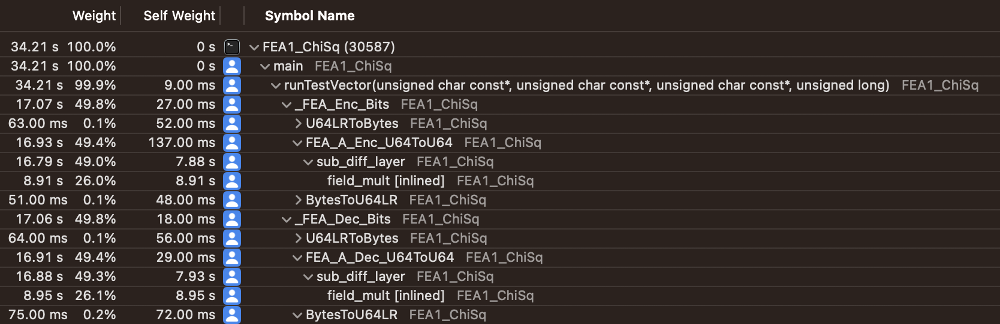 Weight Self Weight Symbol Name
34.21 s 100.0% 0 s FEA1_ChiSq (30587)
34.21 s 100.0% 0 s main FEA1_ChiSq
34.21 s 99.9% 9.00 ms runTestVector(unsigned char const*, unsigned char const*, unsigned char const*, unsigned long) FEA1_ChiSq
17.07 s 49.8% 27.00 ms _FEA_Enc_Bits FEA1_ChiSq
63.00 ms 0.1% 52.00 ms U64LRToBytes FEA1_ChiSq
16.93 s 49.4% 137.00 ms FEA_A_Enc_U64ToU64 FEA1_ChiSq
16.79 s 49.0% 7.88 s sub_diff_layer FEA1_ChiSq
8.91 s 26.0% 8.91 s field_mult [inlined] FEA1_ChiSq
51.00 ms 0.1% 48.00 ms BytesToU64LR FEA1_ChiSq
17.06 s 49.8% 18.00 ms _FEA_Dec_Bits FEA1_ChiSq
64.00 ms 0.1% 56.00 ms U64LRToBytes FEA1_ChiSq
16.91 s 49.4% 29.00 ms FEA_A_Dec_U64ToU64 FEA1_ChiSq
16.88 s 49.3% 7.93 s sub_diff_layer FEA1_ChiSq
8.95 s 26.1% 8.95 s field_mult [inlined] FEA1_ChiSq
75.00 ms 0.2% 72.00 ms BytesToU64LR FEA1_ChiSq